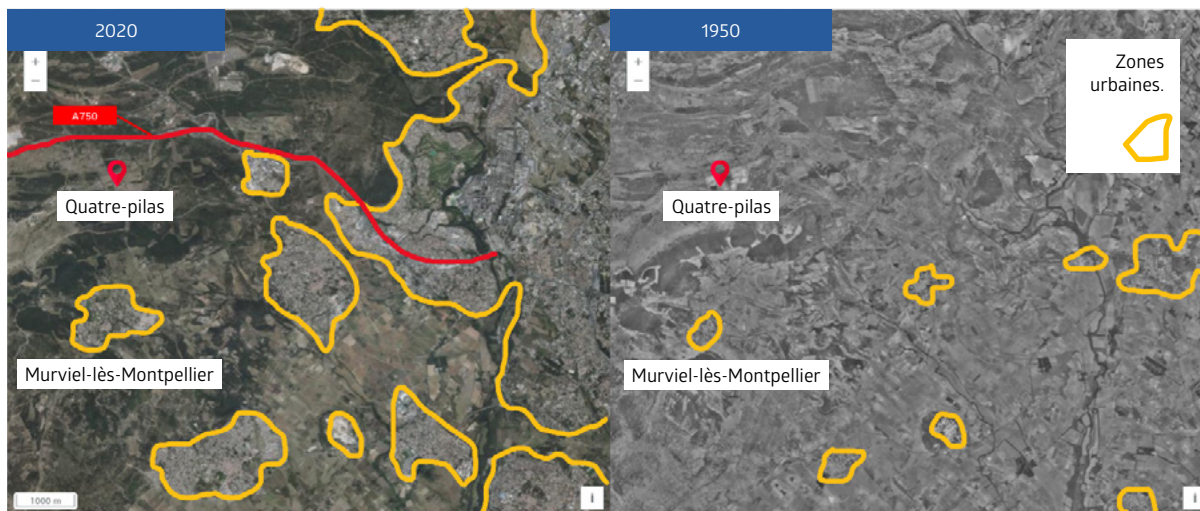 2020
+
−
A750
Quatre-pilas
Murviel-lès-Montpellier
1000 m
i
1950
+
−
Zones
urbaines.
Quatre-pilas
Murviel-lès-Montpellier
i